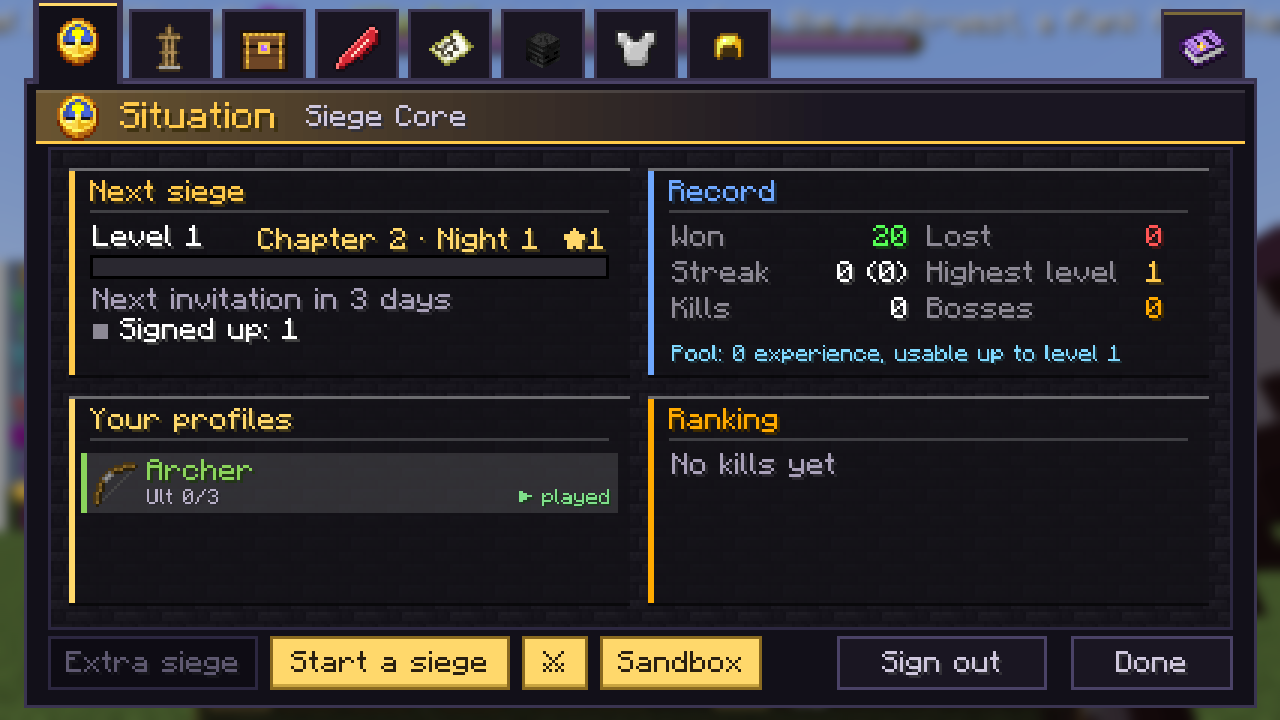 Situation Siege Core
Next siege
Level 1 Chapter 2 · Night 1 ★1
Next invitation in 3 days
Signed up: 1
Record
Won 20 Lost 0
Streak 0 (0) Highest level 1
Kills 0 Bosses 0
Pool: 0 experience, usable up to level 1
Your profiles
Archer
Ult 0/3 ▶ played
Ranking
No kills yet
Extra siege Start a siege Sandbox Sign out Done